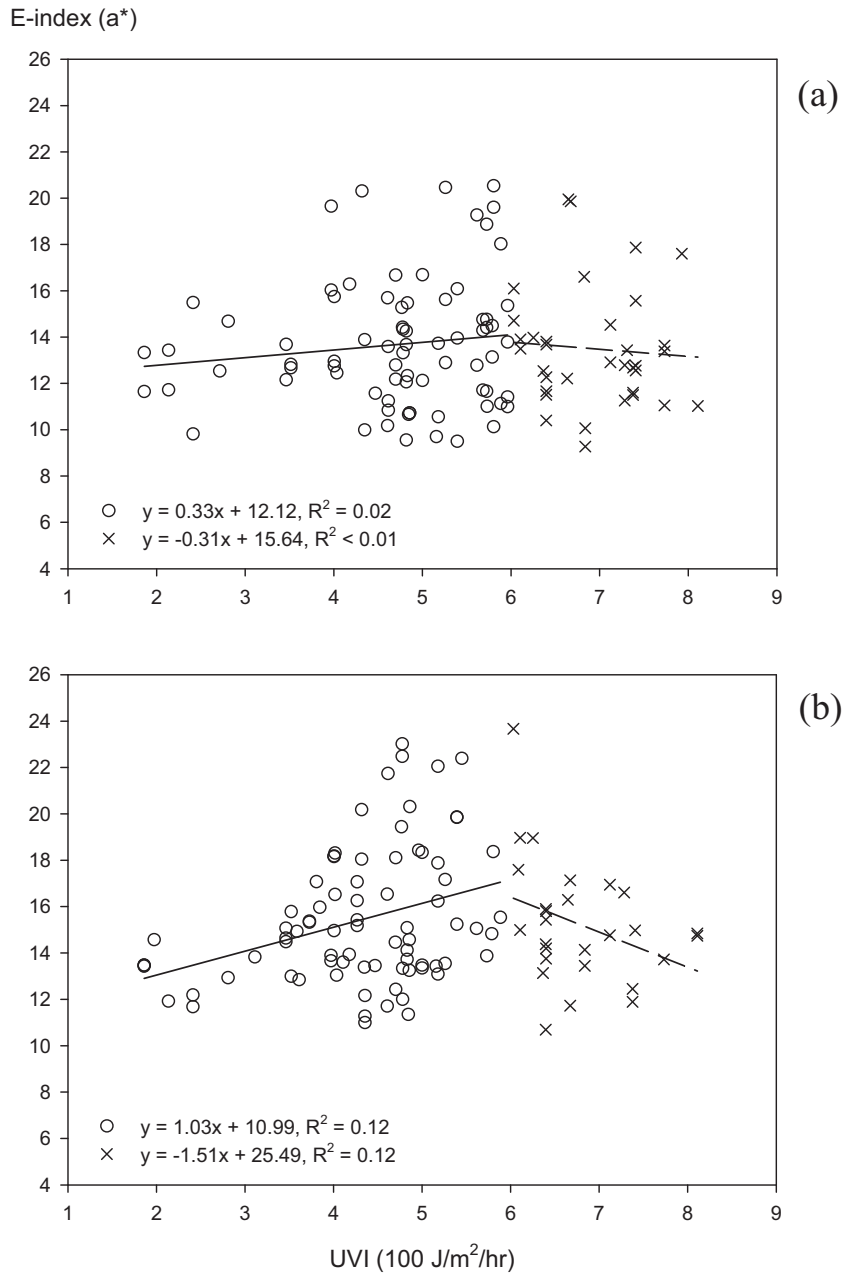 E-index (a*)
26
24
22
20
18
16
14
12
10
8
6
4
(a)
y = 0.33x + 12.12, R² = 0.02
y = -0.31x + 15.64, R² < 0.01
1 2 3 4 5 6 7 8 9
26
24
22
20
18
16
14
12
10
8
6
4
(b)
y = 1.03x + 10.99, R² = 0.12
y = -1.51x + 25.49, R² = 0.12
1 2 3 4 5 6 7 8 9
UVI (100 J/m²/hr)